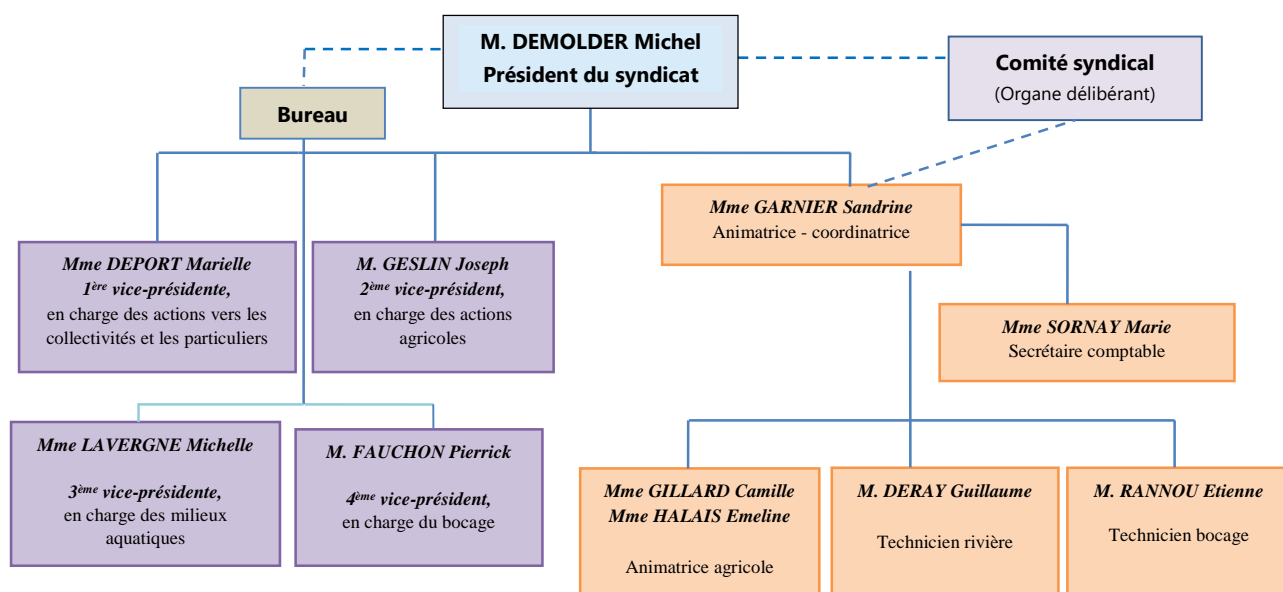 M. DEMOLDER Michel
Président du syndicat
Comité syndical
(Organe délibérant)
Bureau
Mme GARNIER Sandrine
Animatrice - coordinatrice
Mme DEPORT Marielle
1ère vice-présidente,
en charge des actions vers les
collectivités et les particuliers
M. GESLIN Joseph
2ème vice-président,
en charge des actions
agricoles
Mme SORNAY Marie
Secrétaire comptable
Mme LAVERGNE Michelle
3ème vice-présidente,
en charge des milieux
aquatiques
M. FAUCHON Pierrick
4ème vice-président,
en charge du bocage
Mme GILLARD Camille
Mme HALAIS Emeline
Animatrice agricole
M. DERAY Guillaume
Technicien rivière
M. RANNOU Etienne
Technicien bocage